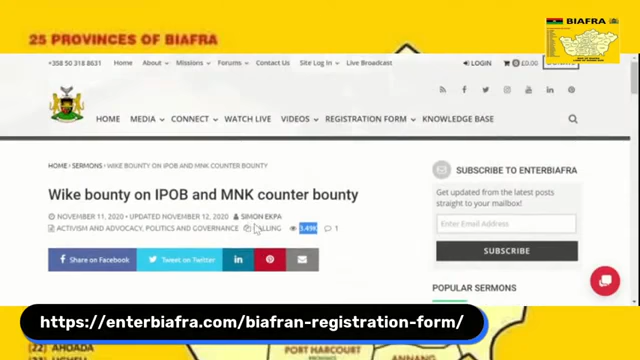 25 PROVINCES OF BIAFRA
BIAFRA
+358 50 318 8631 Home About Missions Forums Contact Us Site Log In Live Broadcast
LOGIN 0 £0.00
HOME MEDIA CONNECT WATCH LIVE VIDEOS REGISTRATION FORM KNOWLEDGE BASE
HOME › SERMONS › WIKE BOUNTY ON IPOB AND MNK COUNTER BOUNTY
Wike bounty on IPOB and MNK counter bounty
NOVEMBER 11, 2020 • UPDATED NOVEMBER 12, 2020 SIMON EKPA
ACTIVISM AND ADVOCACY, POLITICS AND GOVERNANCE CALLING 1
Share on Facebook
Tweet on Twitter
SUBSCRIBE TO ENTERBIAFRA
Get updated from the latest posts
straight to your mailbox!
Enter Email Address
SUBSCRIBE
POPULAR SERMONS
https://enterbiafra.com/biafran-registration-form/
(22) AHOADA
PORT HARCOURT
ANNANG